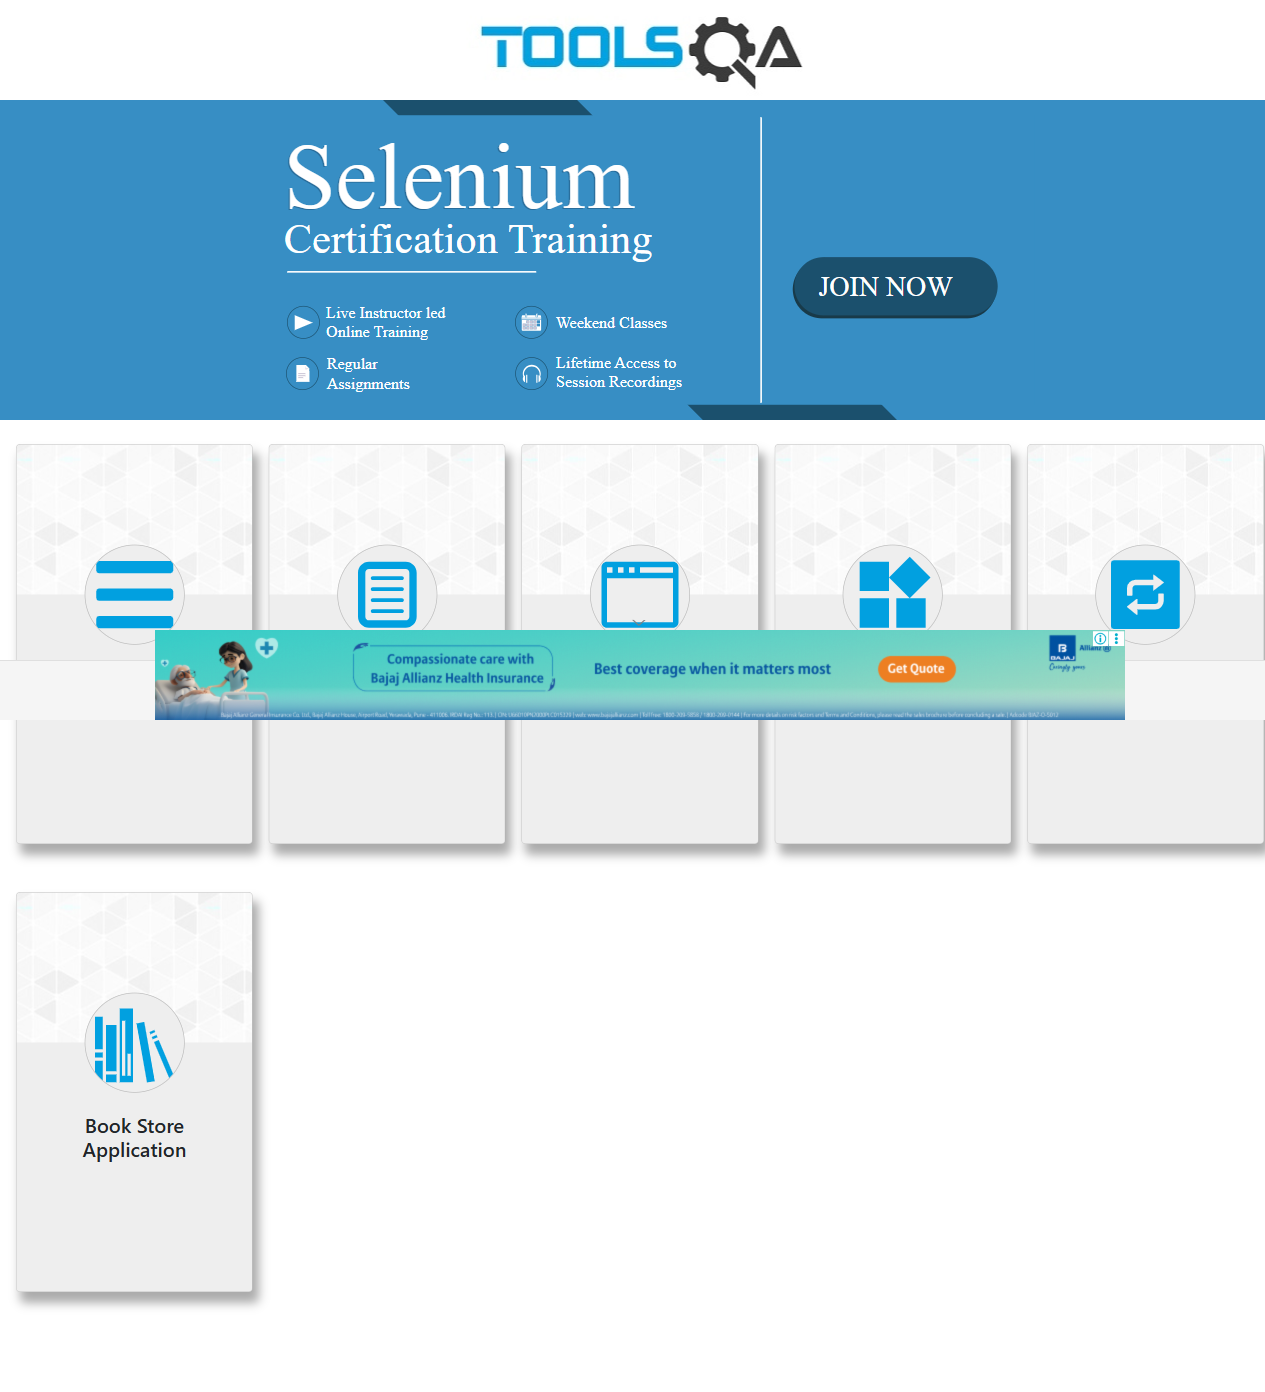 TOOLSQA
Selenium
Certification Training
Live Instructor led
Online Training
Weekend Classes
Regular
Assignments
Lifetime Access to
Session Recordings
JOIN NOW
Compassionate care with
Bajaj Allianz Health Insurance
Best coverage when it matters most
Get Quote
BAJAJ
Allianz
Caringly yours
Book Store
Application